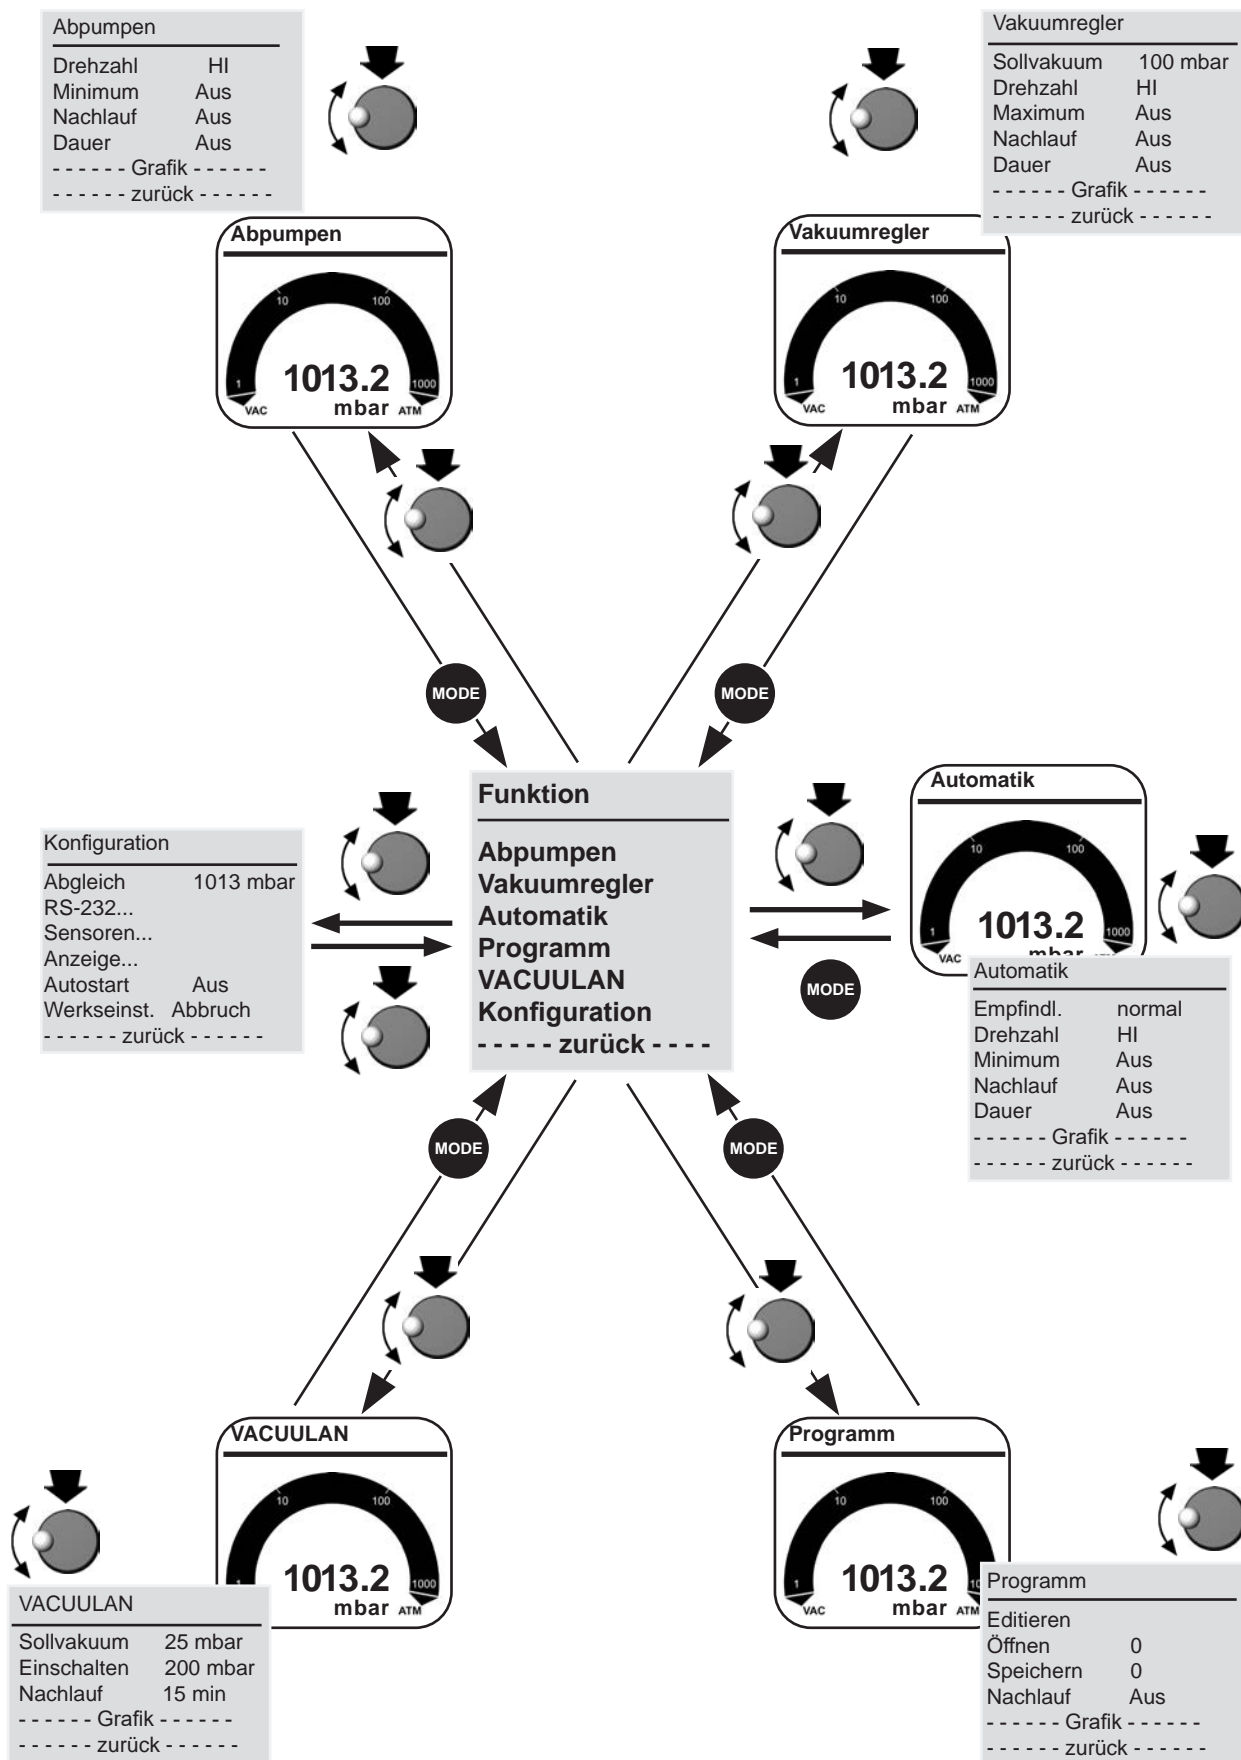 Abpumpen
Drehzahl HI
Minimum Aus
Nachlauf Aus
Dauer Aus
- - - - - - Grafik - - - - - -
- - - - - - zurück - - - - - -
Vakuumregler
Sollvakuum 100 mbar
Drehzahl HI
Maximum Aus
Nachlauf Aus
Dauer Aus
- - - - - - Grafik - - - - - -
- - - - - - zurück - - - - - -
Abpumpen
10 100
1 1013.2 1000
VAC mbar ATM
Vakuumregler
10 100
1 1013.2 1000
VAC mbar ATM
MODE
MODE
Funktion
Abpumpen
Vakuumregler
Automatik
Programm
VACUULAN
Konfiguration
- - - - - zurück - - - -
Konfiguration
Abgleich 1013 mbar
RS-232...
Sensoren...
Anzeige...
Autostart Aus
Werkseinst. Abbruch
- - - - - - zurück - - - - - -
Automatik
10 100
1 1013.2 1000
VAC mbar
MODE
Automatik
Empfindl. normal
Drehzahl HI
Minimum Aus
Nachlauf Aus
Dauer Aus
- - - - - - Grafik - - - - - -
- - - - - - zurück - - - - - -
MODE
MODE
VACUULAN
10 100
1 1013.2 1000
mbar ATM
VACUULAN
Sollvakuum 25 mbar
Einschalten 200 mbar
Nachlauf 15 min
- - - - - - Grafik - - - - - -
- - - - - - zurück - - - - - -
Programm
10 100
1 1013.2
VAC mbar ATM
Programm
Editieren
Öffnen 0
Speichern 0
Nachlauf Aus
- - - - - - Grafik - - - - - -
- - - - - - zurück - - - - - -